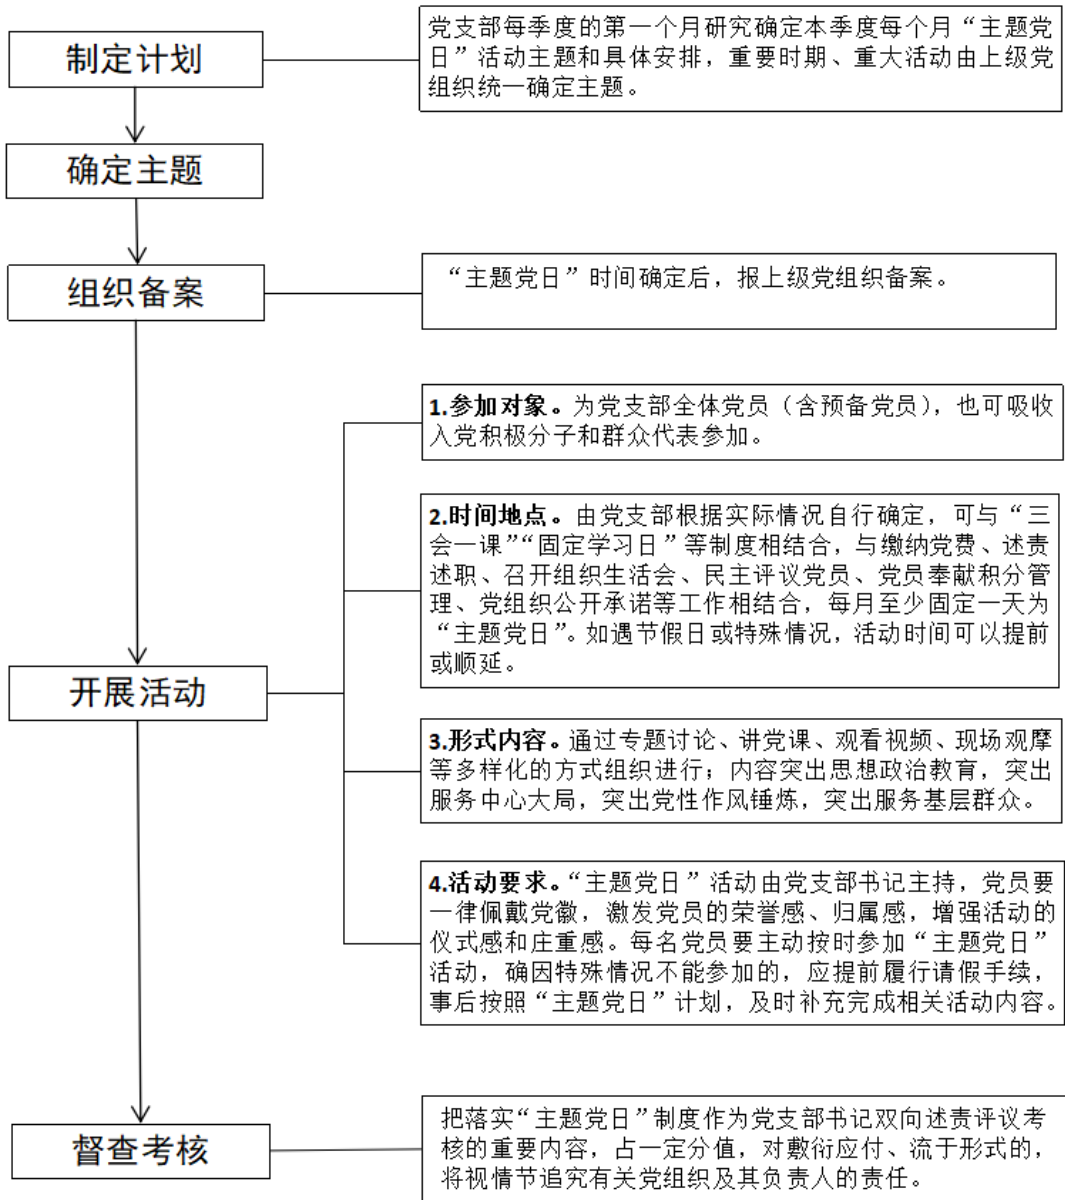 制定计划
党支部每季度的第一个月研究确定本季度每个月“主题党
日”活动主题和具体安排，重要时期、重大活动由上级党
组织统一确定主题。
确定主题
组织备案
“主题党日”时间确定后，报上级党组织备案。
开展活动
1.参加对象。为党支部全体党员（含预备党员），也可吸收
入党积极分子和群众代表参加。
2.时间地点。由党支部根据实际情况自行确定，可与“三
会一课”“固定学习日”等制度相结合，与缴纳党费、述责
述职、召开组织生活会、民主评议党员、党员奉献积分管
理、党组织公开承诺等工作相结合，每月至少固定一天为
“主题党日”。如遇节假日或特殊情况，活动时间可以提前
或顺延。
3.形式内容。通过专题讨论、讲党课、观看视频、现场观摩
等多样化的方式组织进行；内容突出思想政治教育，突出
服务中心大局，突出党性作风锤炼，突出服务基层群众。
4.活动要求。“主题党日”活动由党支部书记主持，党员要
一律佩戴党徽，激发党员的荣誉感、归属感，增强活动的
仪式感和庄重感。每名党员要主动按时参加“主题党日”
活动，确因特殊情况不能参加的，应提前履行请假手续，
事后按照“主题党日”计划，及时补充完成相关活动内容。
督查考核
把落实“主题党日”制度作为党支部书记双向述责评议考
核的重要内容，占一定分值，对敷衍应付、流于形式的，
将视情节追究有关党组织及其负责人的责任。